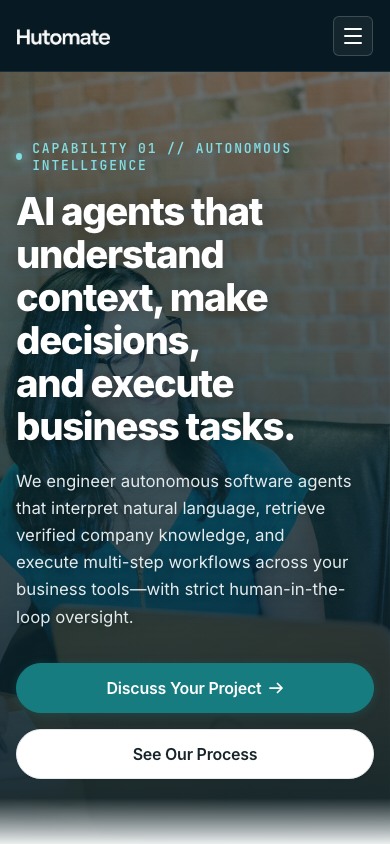 Hutomate
CAPABILITY 01 // AUTONOMOUS
INTELLIGENCE
AI agents that
understand
context, make
decisions,
and execute
business tasks.
We engineer autonomous software agents
that interpret natural language, retrieve
verified company knowledge, and
execute multi-step workflows across your
business tools—with strict human-in-the-
loop oversight.
Discuss Your Project →
See Our Process